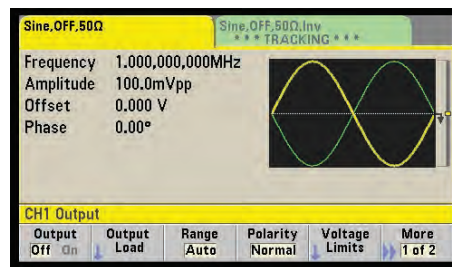 Sine,OFF,50Ω
Sine,OFF,50Ω,Inv
* * * TRACKING * * *
Frequency 1.000,000,000MHz
Amplitude 100.0mVpp
Offset 0.000 V
Phase 0.00°
CH1 Output
Output Off On
Output Load
Range Auto
Polarity Normal
Voltage Limits
More 1 of 2